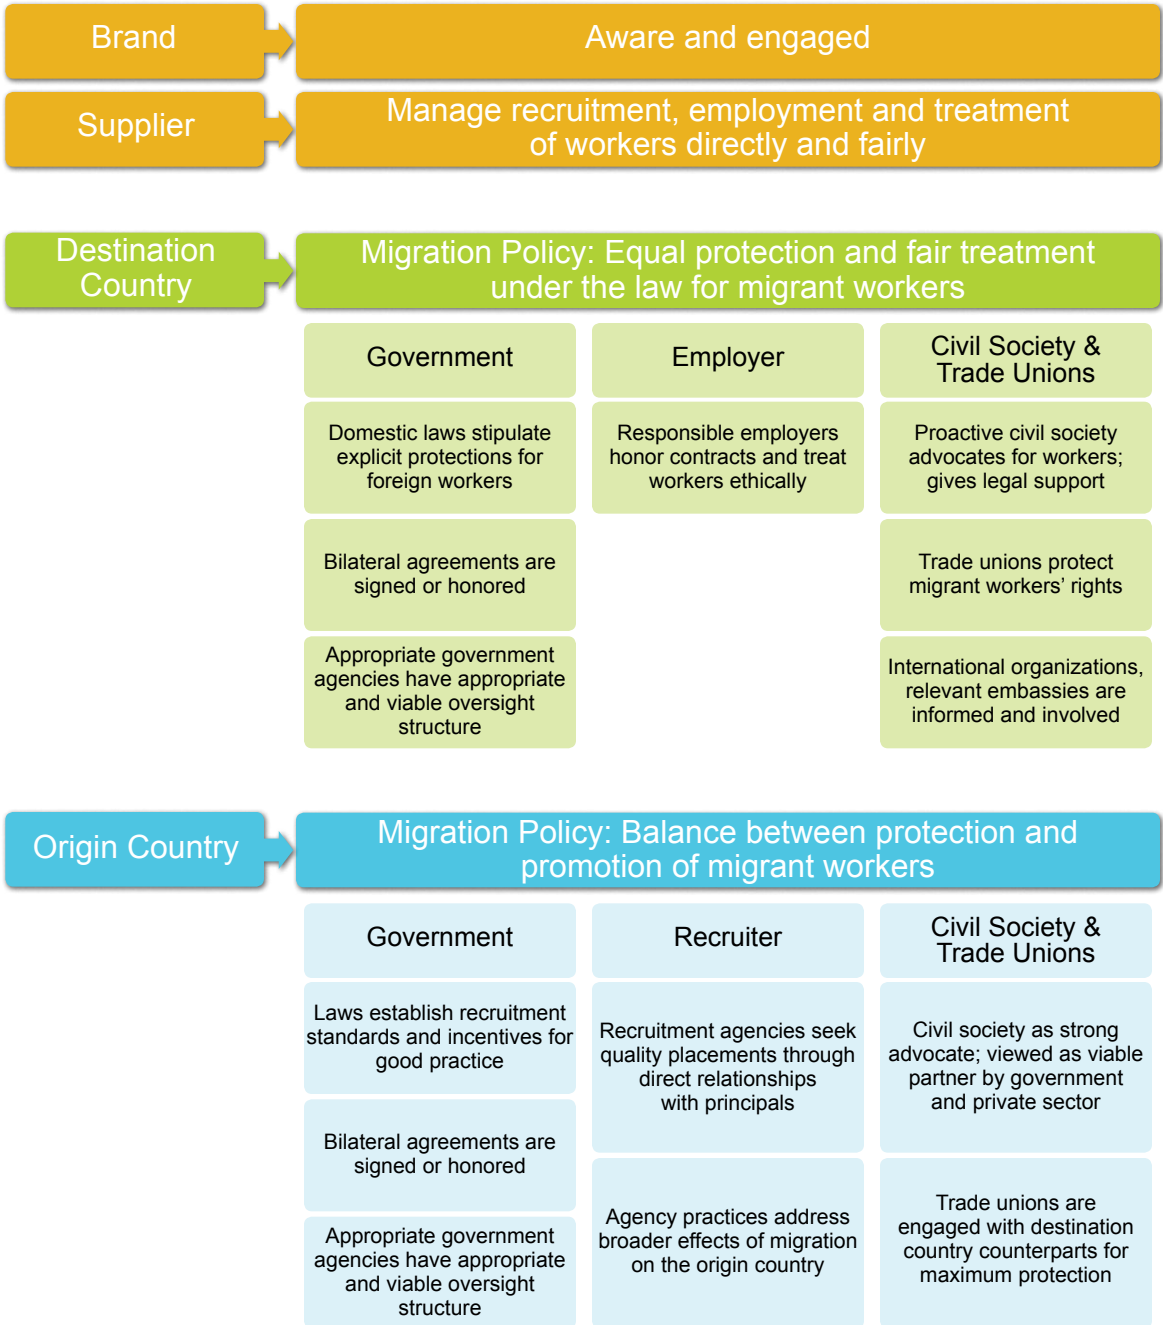 Brand
Aware and engaged
Supplier
Manage recruitment, employment and treatment
of workers directly and fairly
Destination
Country
Migration Policy: Equal protection and fair treatment
under the law for migrant workers
Government
Domestic laws stipulate
explicit protections for
foreign workers
Bilateral agreements are
signed or honored
Appropriate government
agencies have appropriate
and viable oversight
structure
Employer
Responsible employers
honor contracts and treat
workers ethically
Civil Society &
Trade Unions
Proactive civil society
advocates for workers;
gives legal support
Trade unions protect
migrant workers’ rights
International organizations,
relevant embassies are
informed and involved
Origin Country
Migration Policy: Balance between protection and
promotion of migrant workers
Government
Laws establish recruitment
standards and incentives for
good practice
Bilateral agreements are
signed or honored
Appropriate government
agencies have appropriate
and viable oversight
structure
Recruiter
Recruitment agencies seek
quality placements through
direct relationships
with principals
Agency practices address
broader effects of migration
on the origin country
Civil Society &
Trade Unions
Civil society as strong
advocate; viewed as viable
partner by government
and private sector
Trade unions are
engaged with destination
country counterparts for
maximum protection